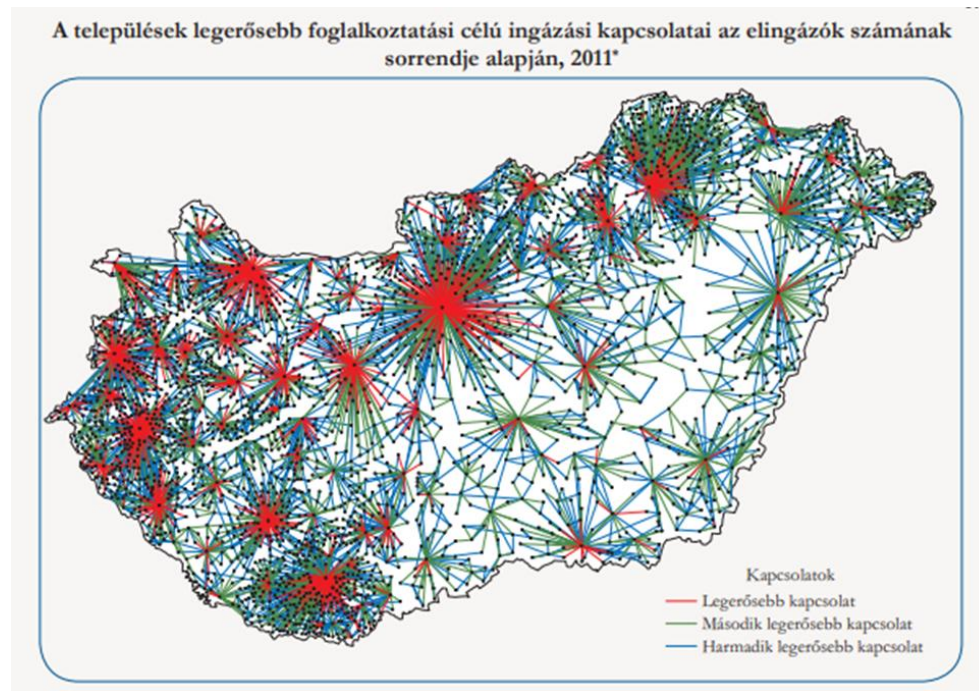 A települések legerősebb foglalkoztatási célú ingázási kapcsolatai az elingázók számának
sorrendje alapján, 2011*
Kapcsolatok
Legerősebb kapcsolat
Második legerősebb kapcsolat
Harmadik legerősebb kapcsolat